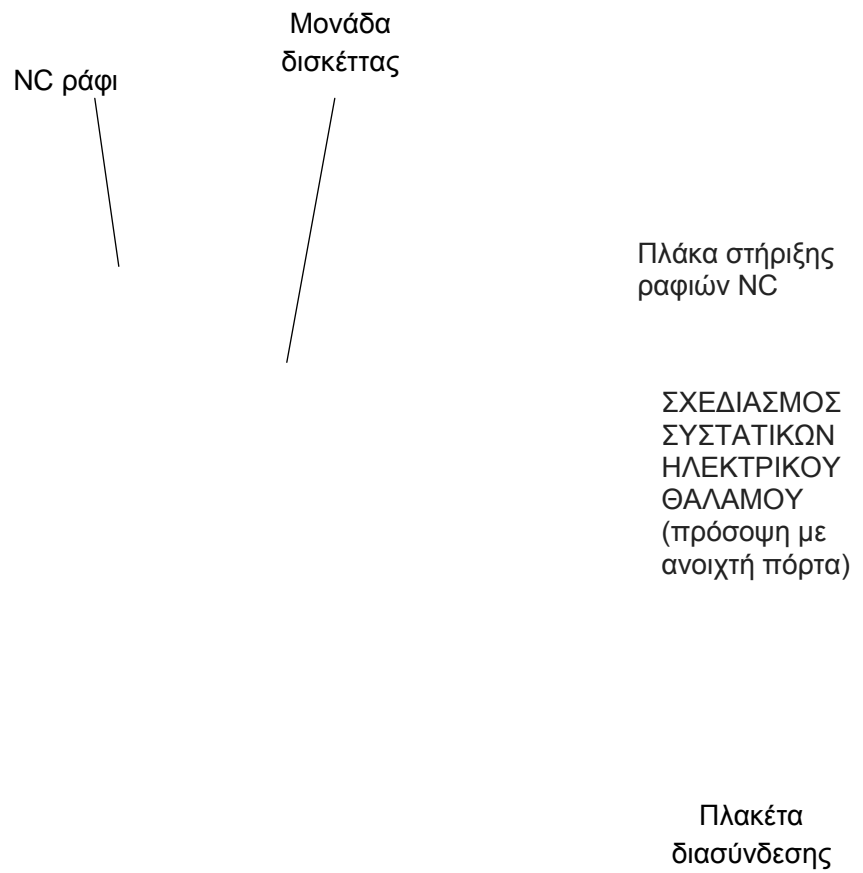 Μονάδα
δισκέττας
NC ράφι
Πλάκα στήριξης
ραφιών NC
ΣΧΕΔΙΑΣΜΟΣ
ΣΥΣΤΑΤΙΚΩΝ
ΗΛΕΚΤΡΙΚΟΥ
ΘΑΛΑΜΟΥ
(πρόσοψη με
ανοιχτή πόρτα)
Πλακέτα
διασύνδεσης